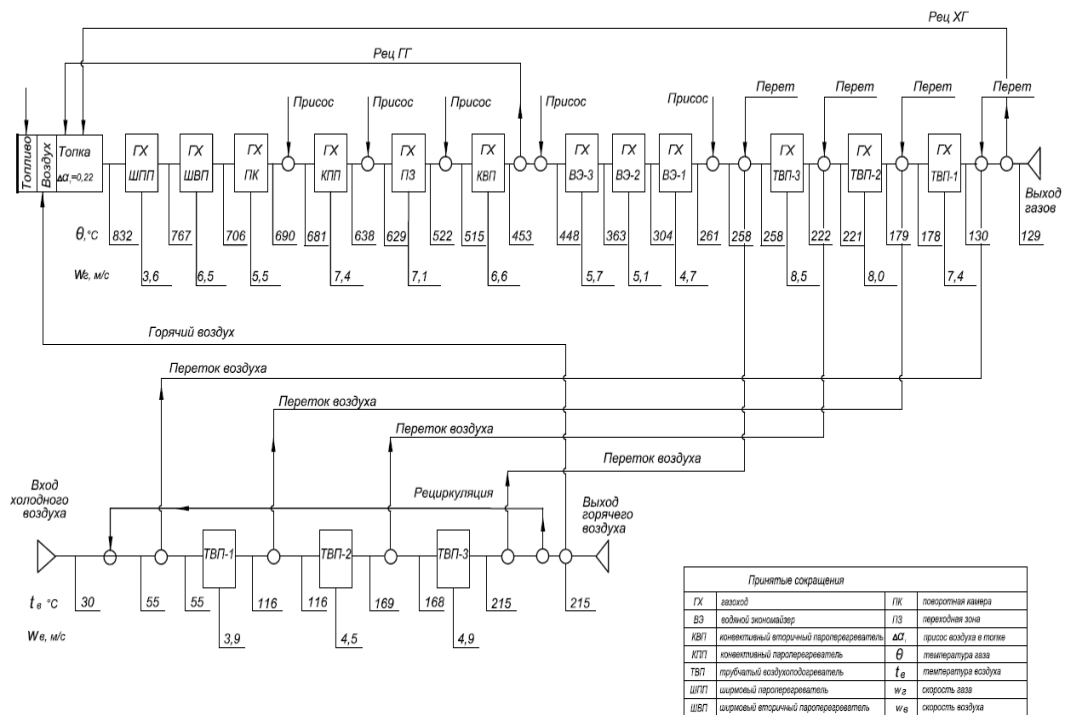 Рец ХГ
Рец ГГ
Присос
Присос
Присос
Присос
Присос
Перет
Перет
Перет
Перет
Топливо
Воздух
Топка
Δα₁=0,22
ГХ
ШПП
ГХ
ШВП
ГХ
ПК
ГХ
КПП
ГХ
ПЗ
ГХ
КВП
ГХ
ВЭ-3
ГХ
ВЭ-2
ГХ
ВЭ-1
ГХ
ТВП-3
ГХ
ТВП-2
ГХ
ТВП-1
Выход
газов
θ,°С 832 767 706 690 681 638 629 522 515 453 448 363 304 261 258 258 222 221 179 178 130 129
wг, м/с 3,6 6,5 5,5 7,4 7,1 6,6 5,7 5,1 4,7 8,5 8,0 7,4
Горячий воздух
Переток воздуха
Переток воздуха
Переток воздуха
Переток воздуха
Вход
холодного
воздуха
Рециркуляция
Выход
горячего
воздуха
ТВП-1
ТВП-2
ТВП-3
tв °С 30 55 55 116 116 169 168 215 215
wв, м/с 3,9 4,5 4,9
Принятые сокращения
ГХ газоход ПК поворотная камера
ВЭ водяной экономайзер ПЗ переходная зона
КВП конвективный вторичный пароперегреватель Δα₁ присос воздуха в топке
КПП конвективный пароперегреватель θ температура газа
ТВП трубчатый воздухоподогреватель tв температура воздуха
ШПП ширмовый пароперегреватель wг скорость газа
ШВП ширмовый вторичный пароперегреватель wв скорость воздуха